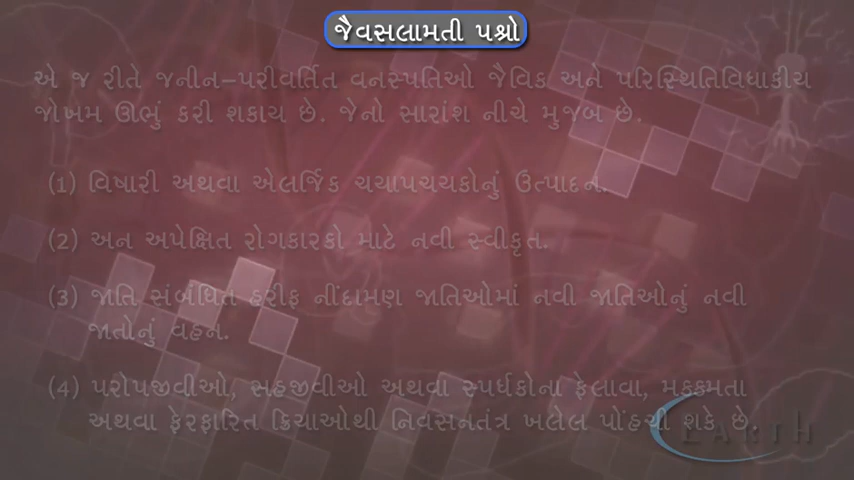 જૈવસલામતી પશ્નો
એ જ રીતે જનીન–પરીવર્તિત વનસ્પતિઓ જૈવિક અને પરિસ્થિતિવિધાકીય
જોખમ ઊભું કરી શકાય છે. જેનો સારાંશ નીચે મુજબ છે.
(1) વિષારી અથવા એલર્જિક ચયાપચયકોનું ઉત્પાદન.
(2) અન અપેક્ષિત રોગકારકો માટે નવી સ્વીકૃત.
(3) જાતિ સંબધિત હરીફ નીંદામણ જાતિઓમાં નવી જાતિઓનું નવી
જાતોનું વહન.
(4) પરોપજીવીઓ, સહજીવીઓ અથવા સ્પર્ધકોના ફેલાવા, મક્કમતા
અથવા ફેરફારિત ક્રિયાઓથી નિવસનતંત્ર ખલેલ પોંહચી શકે છે.
EARTH